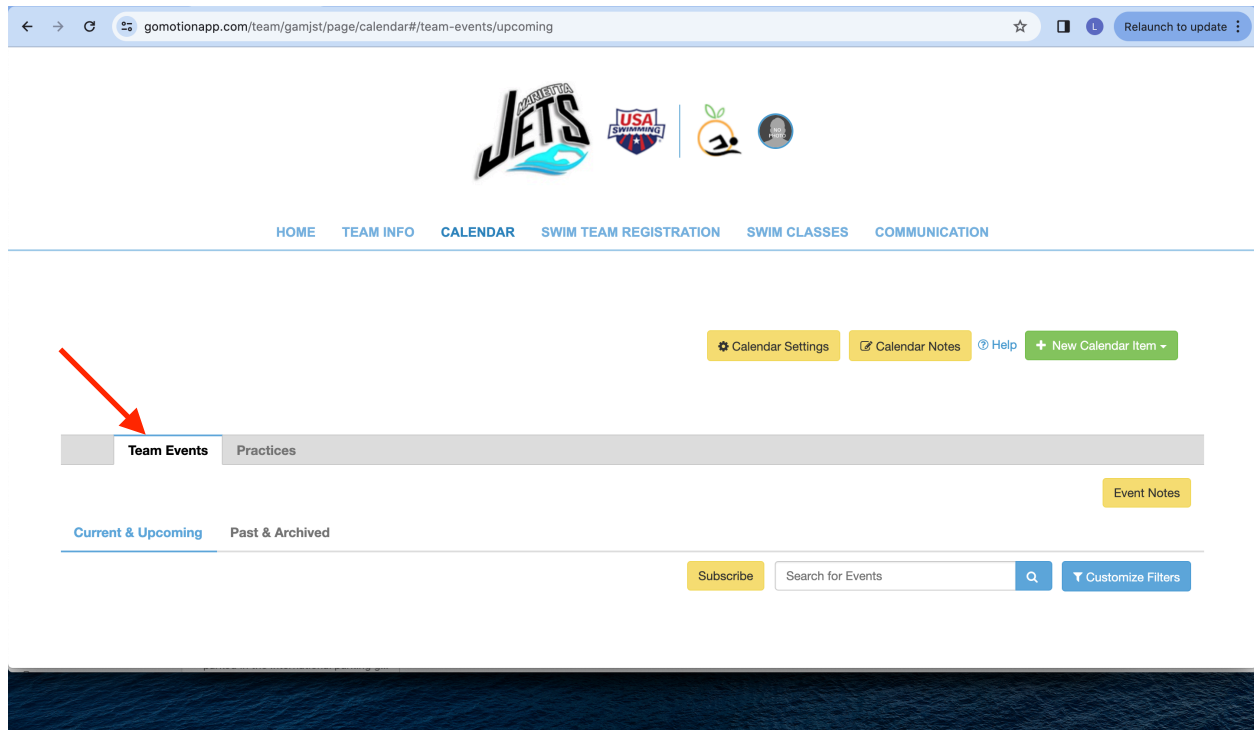 gomotionapp.com/team/gamjst/page/calendar#/team-events/upcoming
L
Relaunch to update
MARIETTA
JETS
USA
SWIMMING
NO
PHOTO
HOME TEAM INFO CALENDAR SWIM TEAM REGISTRATION SWIM CLASSES COMMUNICATION
Calendar Settings Calendar Notes Help + New Calendar Item
Team Events Practices
Event Notes
Current & Upcoming Past & Archived
Subscribe Search for Events Customize Filters